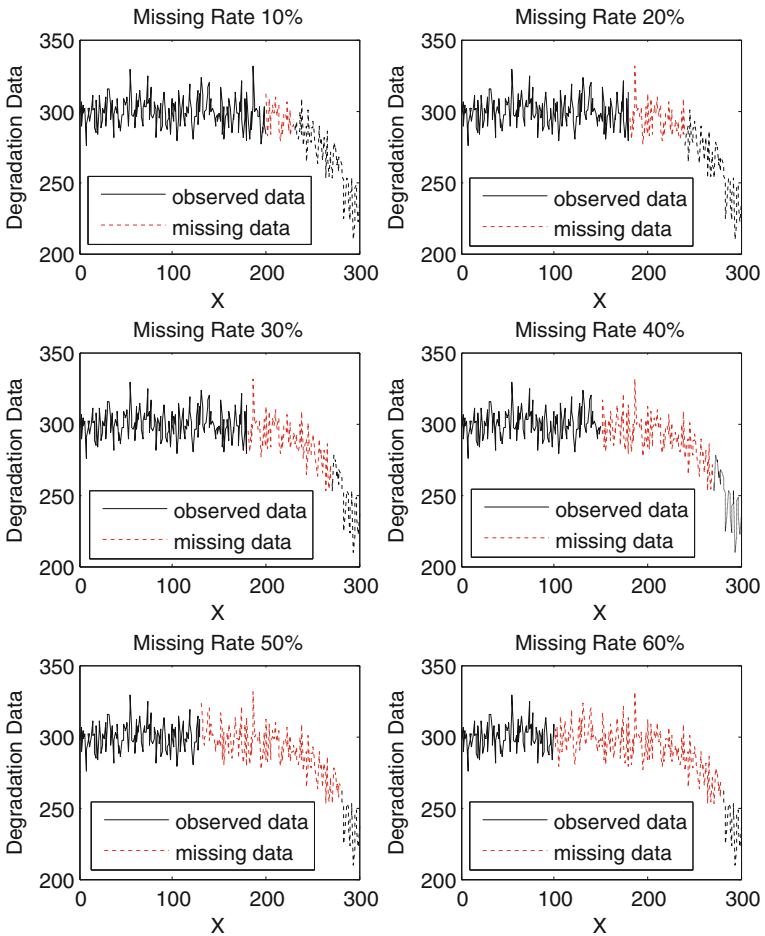 Missing Rate 10%
350
300
250
200
Degradation Data
observed data
missing data
0 100 200 300
X
Missing Rate 20%
350
300
250
200
Degradation Data
observed data
missing data
0 100 200 300
X
Missing Rate 30%
350
300
250
200
Degradation Data
observed data
missing data
0 100 200 300
X
Missing Rate 40%
350
300
250
200
Degradation Data
observed data
missing data
0 100 200 300
X
Missing Rate 50%
350
300
250
200
Degradation Data
observed data
missing data
0 100 200 300
X
Missing Rate 60%
350
300
250
200
Degradation Data
observed data
missing data
0 100 200 300
X